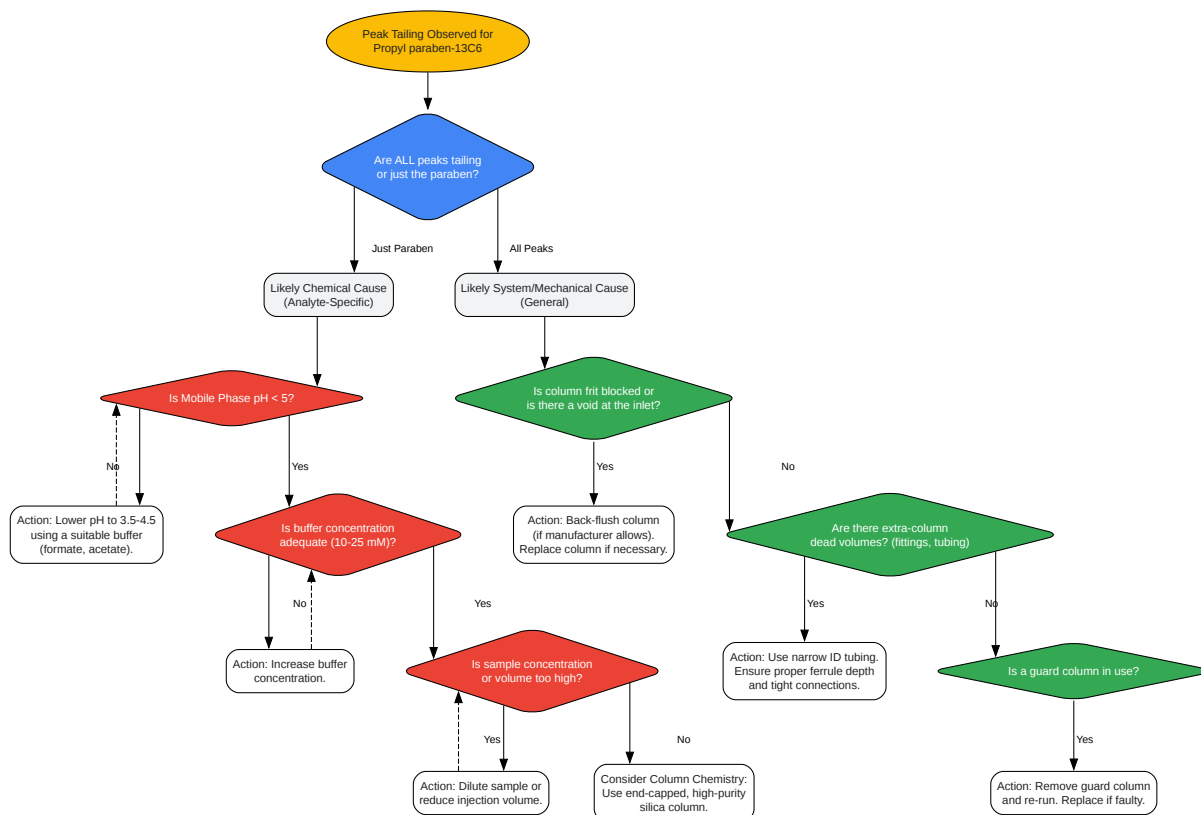 Peak Tailing Observed for
Propyl paraben-13C6
Are ALL peaks tailing
or just the paraben?
Just Paraben
All Peaks
Likely Chemical Cause
(Analyte-Specific)
Likely System/Mechanical Cause
(General)
Is Mobile Phase pH < 5?
Is column frit blocked or
is there a void at the inlet?
No
Yes
Yes
No
Action: Lower pH to 3.5-4.5
using a suitable buffer
(formate, acetate).
Is buffer concentration
adequate (10-25 mM)?
Action: Back-flush column
(if manufacturer allows).
Replace column if necessary.
Are there extra-column
dead volumes? (fittings, tubing)
No
Yes
Yes
No
Action: Increase buffer
concentration.
Is sample concentration
or volume too high?
Action: Use narrow ID tubing.
Ensure proper ferrule depth
and tight connections.
Is a guard column in use?
Yes
No
Yes
Action: Dilute sample or
reduce injection volume.
Consider Column Chemistry:
Use end-capped, high-purity
silica column.
Action: Remove guard column
and re-run. Replace if faulty.